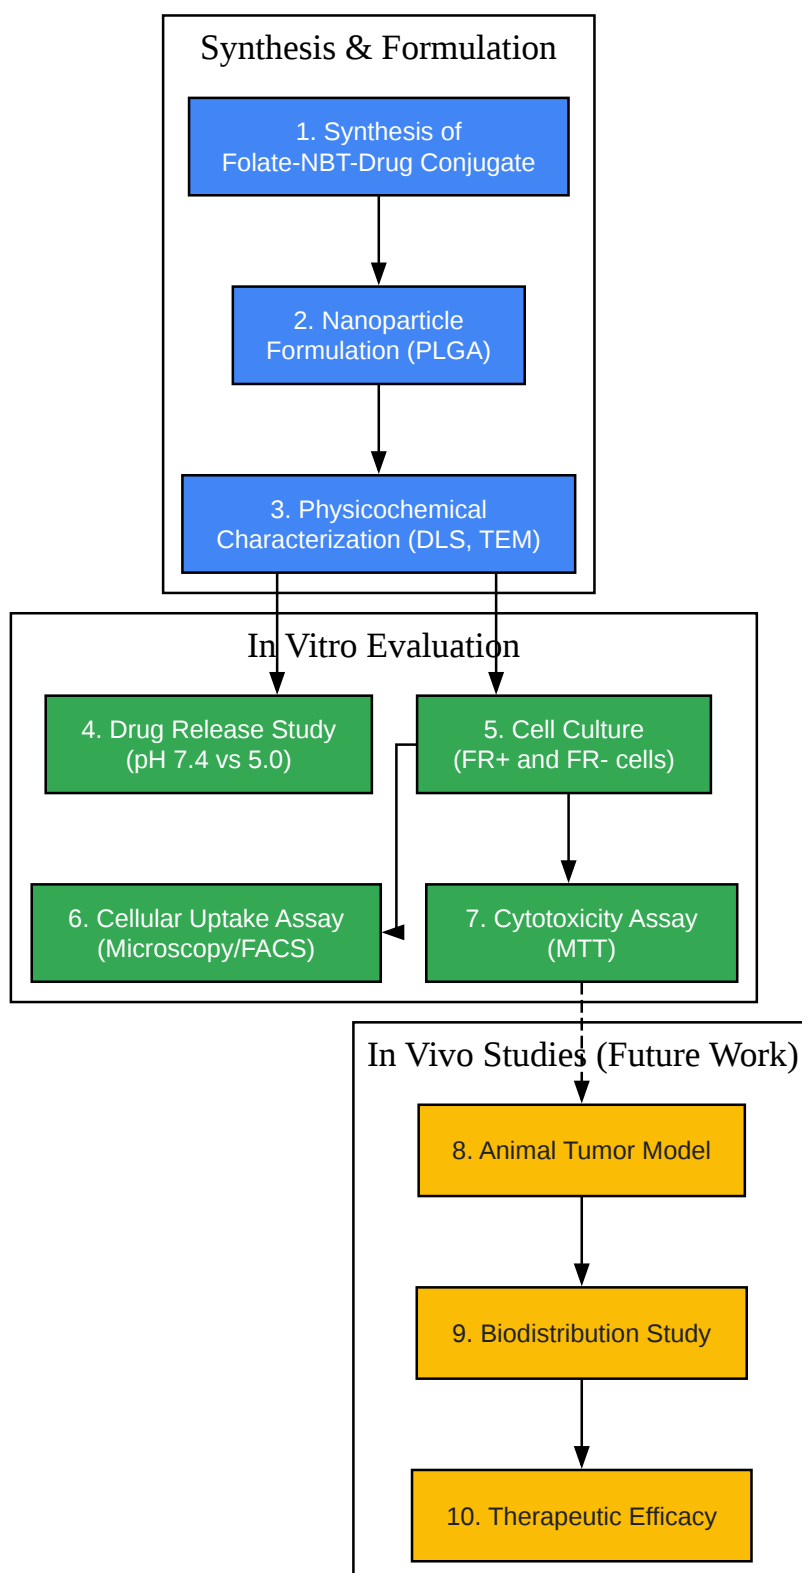 Synthesis & Formulation
1. Synthesis of
Folate-NBT-Drug Conjugate
2. Nanoparticle
Formulation (PLGA)
3. Physicochemical
Characterization (DLS, TEM)
In Vitro Evaluation
4. Drug Release Study
(pH 7.4 vs 5.0)
5. Cell Culture
(FR+ and FR- cells)
6. Cellular Uptake Assay
(Microscopy/FACS)
7. Cytotoxicity Assay
(MTT)
In Vivo Studies (Future Work)
8. Animal Tumor Model
9. Biodistribution Study
10. Therapeutic Efficacy